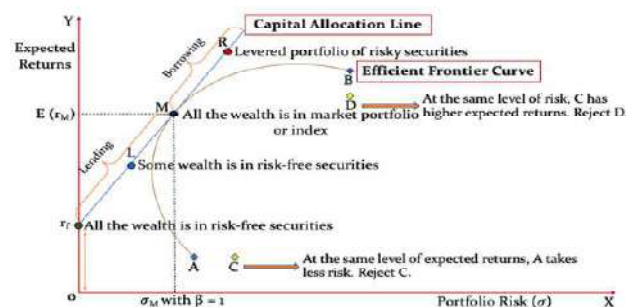 Y
Capital Allocation Line
Expected
Returns
Borrowing
R
Levered portfolio of risky securities
B
Efficient Frontier Curve
D
At the same level of risk, C has
higher expected returns. Reject D
M
E (rM)
All the wealth is in market portfolio
or index
Lending
L
Some wealth is in risk-free securities
rf
All the wealth is in risk-free securities
A
C
At the same level of expected returns, A takes
less risk. Reject C.
O
σM with β = 1
Portfolio Risk (σ)
X